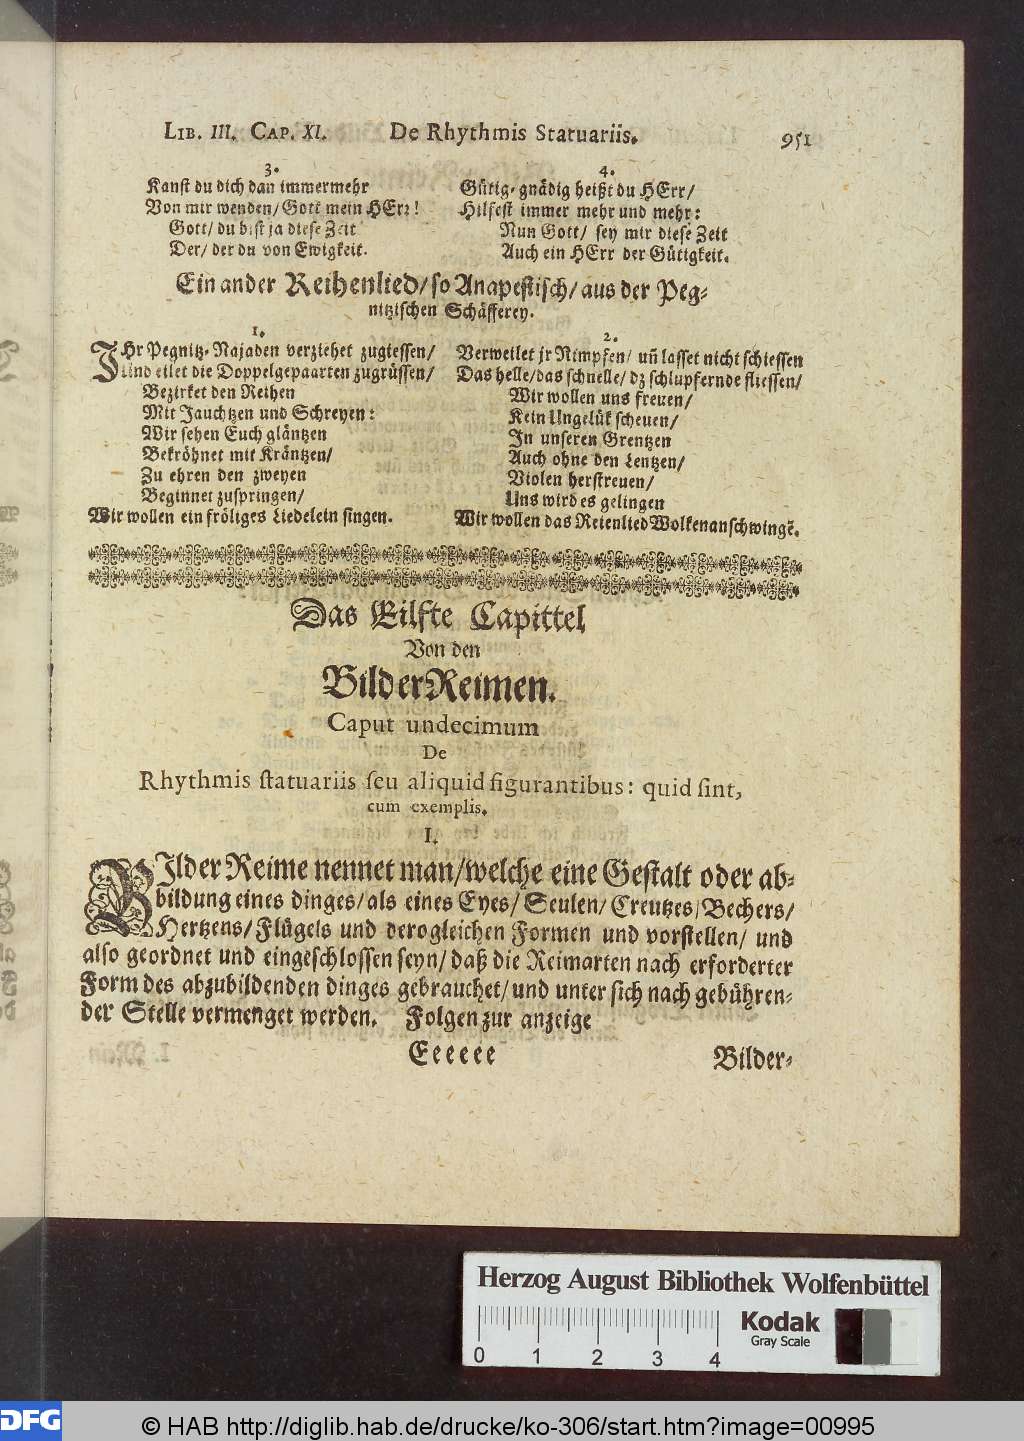 LIB. III. CAP. XI. De Rhythmis Statuariis. 951
3.
Kanst du dich dan immermehr
Von mir wenden/ Gott mein HErr!
Gott/ du bist ja diese Zeit
Der/ der du von Ewigkeit.
4.
Gütig-gnädig heißt du HErr/
Hilfest immer mehr und mehr:
Nun Gott/ sey mir diese Zeit
Auch ein HErr der Gütigkeit.
Ein ander Reihenlied/ so Anapestisch/ aus der Peg-
nitzischen Schäfferey.
1.
IHr Pegnitz-Najaden verziehet zugiessen/
Und eilet die Doppelgepaarten zugrüssen/
Bezirket den Reihen
Mit Jauchtzen und Schreyen:
Wir sehen Euch gläntzen
Bekröhnet mit Kräntzen/
Zu ehren den zweyen
Beginnet zuspringen/
Wir wollen ein fröliges Liedelein singen.
2.
Verweilet jr Nimpfen/ uñ lasset nicht schiessen
Das helle/ das schnelle/ dz schlupfernde fliessen/
Wir wollen uns freuen/
Kein Ungelük scheuen/
In unseren Grentzen
Auch ohne den Lentzen/
Violen herstreuen/
Uns wird es gelingen
Wir wollen das Reienlied Wolkenanschwingẽ.
Das Eilfte Capittel
Von den
BilderReimen.
Caput undecimum
De
Rhythmis statuariis seu aliquid figurantibus: quid sint,
cum exemplis.
I.
BIlder Reime nennet man/ welche eine Gestalt oder ab-
bildung eines dinges/ als eines Eyes/ Seulen/ Creutzes/ Bechers/
Hertzens/ Flügels und derogleichen Formen und vorstellen/ und
also geordnet und eingeschlossen seyn/ daß die Reimarten nach erforderter
Form des abzubildenden dinges gebrauchet/ und unter sich nach gebühren-
der Stelle vermenget werden. Folgen zur anzeige
Eeeeee Bilder-
Herzog August Bibliothek Wolfenbüttel
0 1 2 3 4
Kodak
Gray Scale
DFG © HAB http://diglib.hab.de/drucke/ko-306/start.htm?image=00995